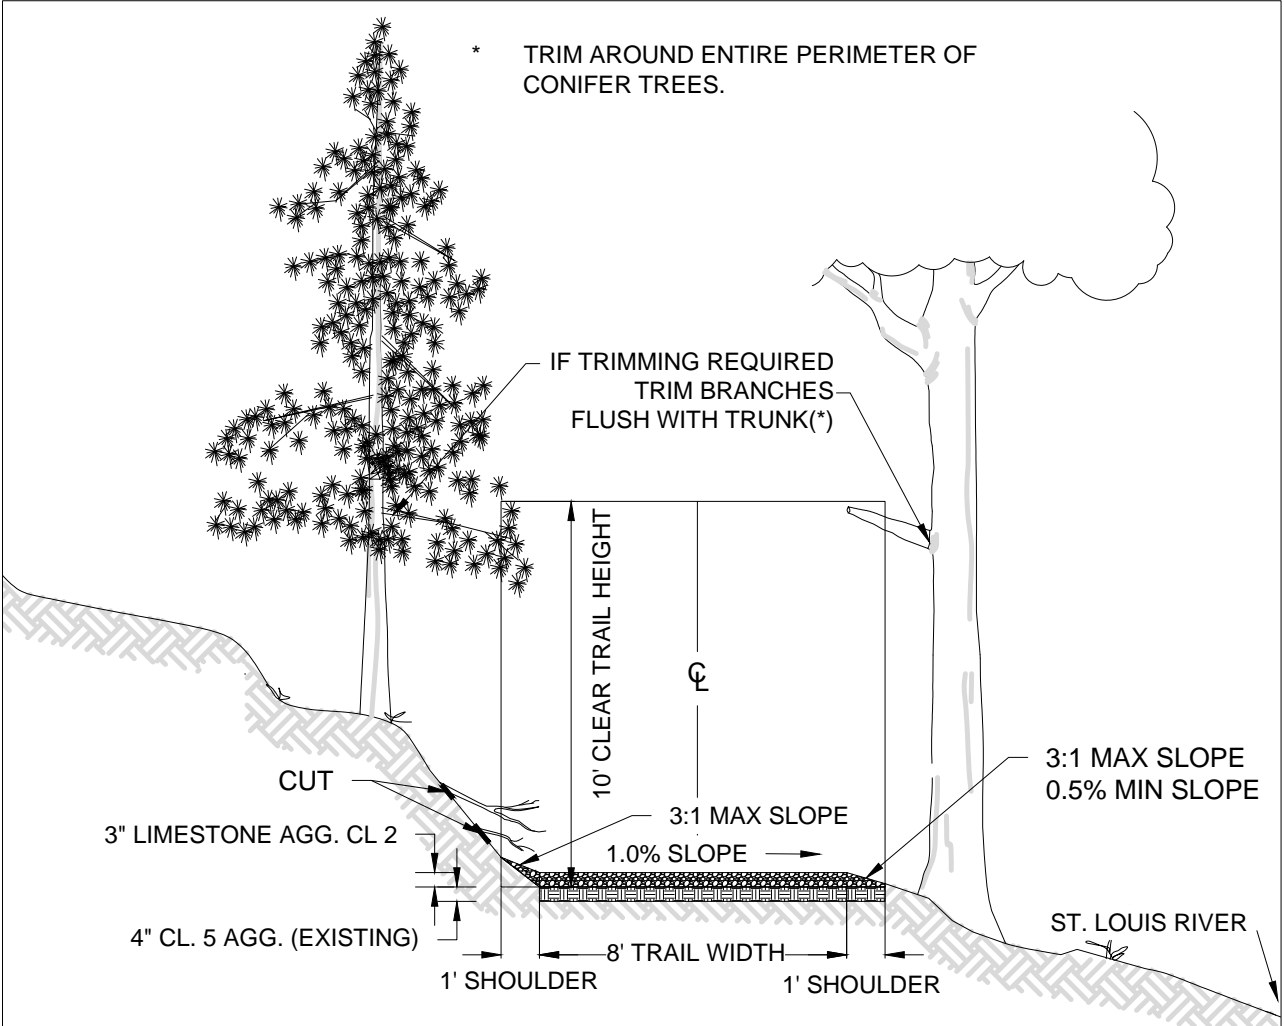 * TRIM AROUND ENTIRE PERIMETER OF
CONIFER TREES.
IF TRIMMING REQUIRED
TRIM BRANCHES
FLUSH WITH TRUNK(*)
10' CLEAR TRAIL HEIGHT
℄
CUT
3:1 MAX SLOPE
0.5% MIN SLOPE
3:1 MAX SLOPE
3" LIMESTONE AGG. CL 2
1.0% SLOPE
4" CL. 5 AGG. (EXISTING)
ST. LOUIS RIVER
8' TRAIL WIDTH
1' SHOULDER
1' SHOULDER